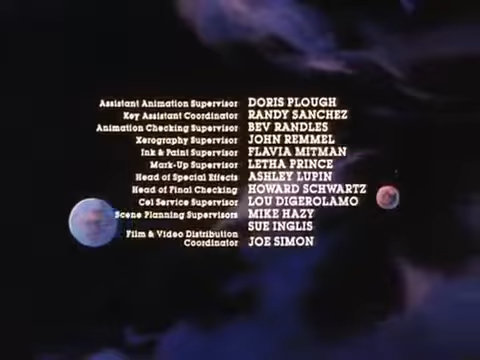 Assistant Animation Supervisor DORIS PLOUGH
Key Assistant Coordinator RANDY SANCHEZ
Animation Checking Supervisor BEV RANDLES
Xerography Supervisor JOHN REMMEL
Ink & Paint Supervisor FLAVIA MITMAN
Mark-Up Supervisor LETHA PRINCE
Head of Special Effects ASHLEY LUPIN
Head of Final Checking HOWARD SCHWARTZ
Cel Service Supervisor LOU DIGEROLAMO
Scene Planning Supervisors MIKE HAZY
SUE INGLIS
Film & Video Distribution
Coordinator JOE SIMON